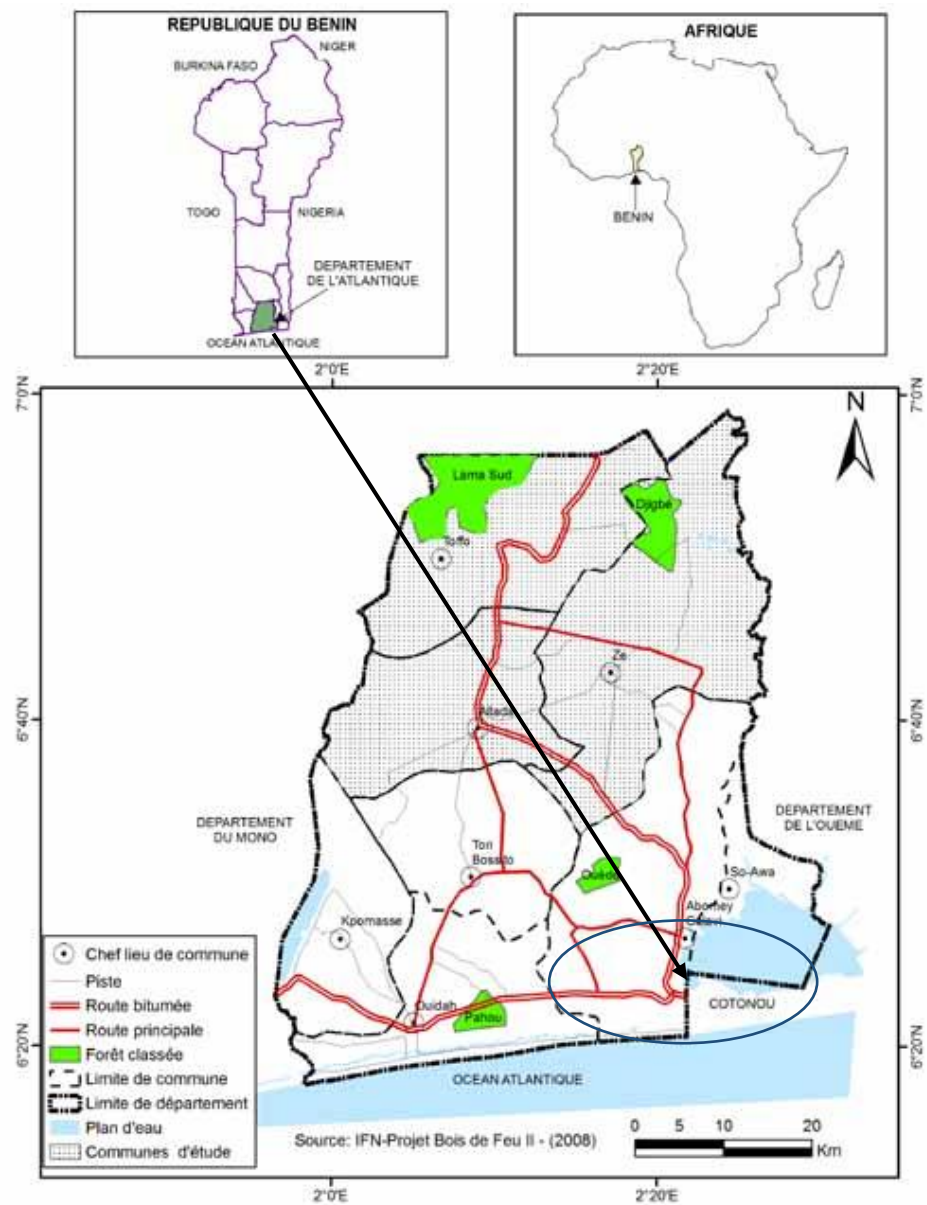 REPUBLIQUE DU BENIN
NIGER
BURKINA FASO
TOGO
NIGERIA
DEPARTEMENT
DE L'ATLANTIQUE
OCEAN ATLANTIQUE
AFRIQUE
BENIN
2°0'E
2°20'E
7°0'N
7°0'N
N
Lama Sud
Djigbé
Toffo
Zè
6°40'N
6°40'N
Allada
DEPARTEMENT
DU MONO
DEPARTEMENT
DE L'OUEME
Tori
Bossito
Ouèdo
So-Awa
Abomey
Calavi
Kpomasse
COTONOU
Ouidah
Pahou
6°20'N
6°20'N
OCEAN ATLANTIQUE
Chef lieu de commune
Piste
Route bitumée
Route principale
Forêt classée
Limite de commune
Limite de département
Plan d'eau
Communes d'étude
Source: IFN-Projet Bois de Feu II - (2008)
0 5 10 20
Km
2°0'E
2°20'E